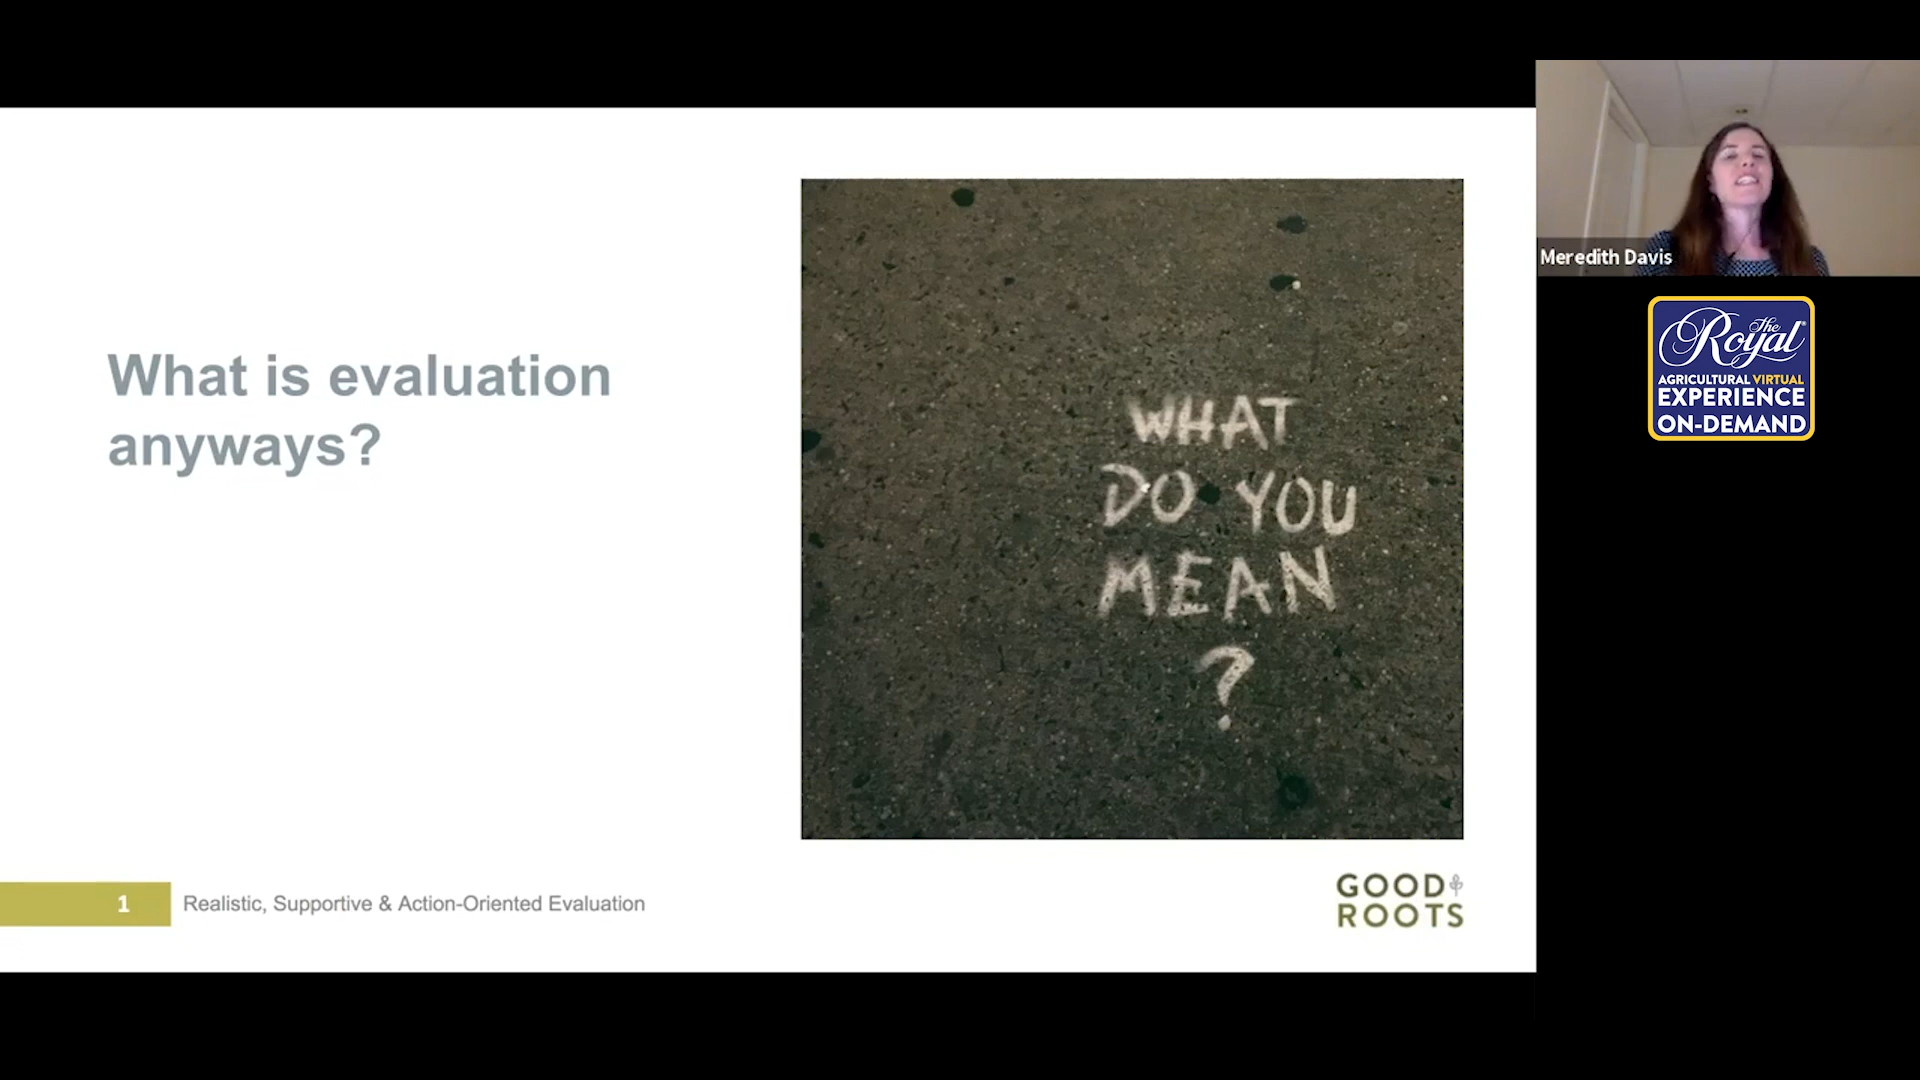 What is evaluation
anyways?
WHAT
DO YOU
MEAN
?
1
Realistic, Supportive & Action-Oriented Evaluation
GOOD
ROOTS
Meredith Davis
The
Royal
AGRICULTURAL VIRTUAL
EXPERIENCE
ON-DEMAND